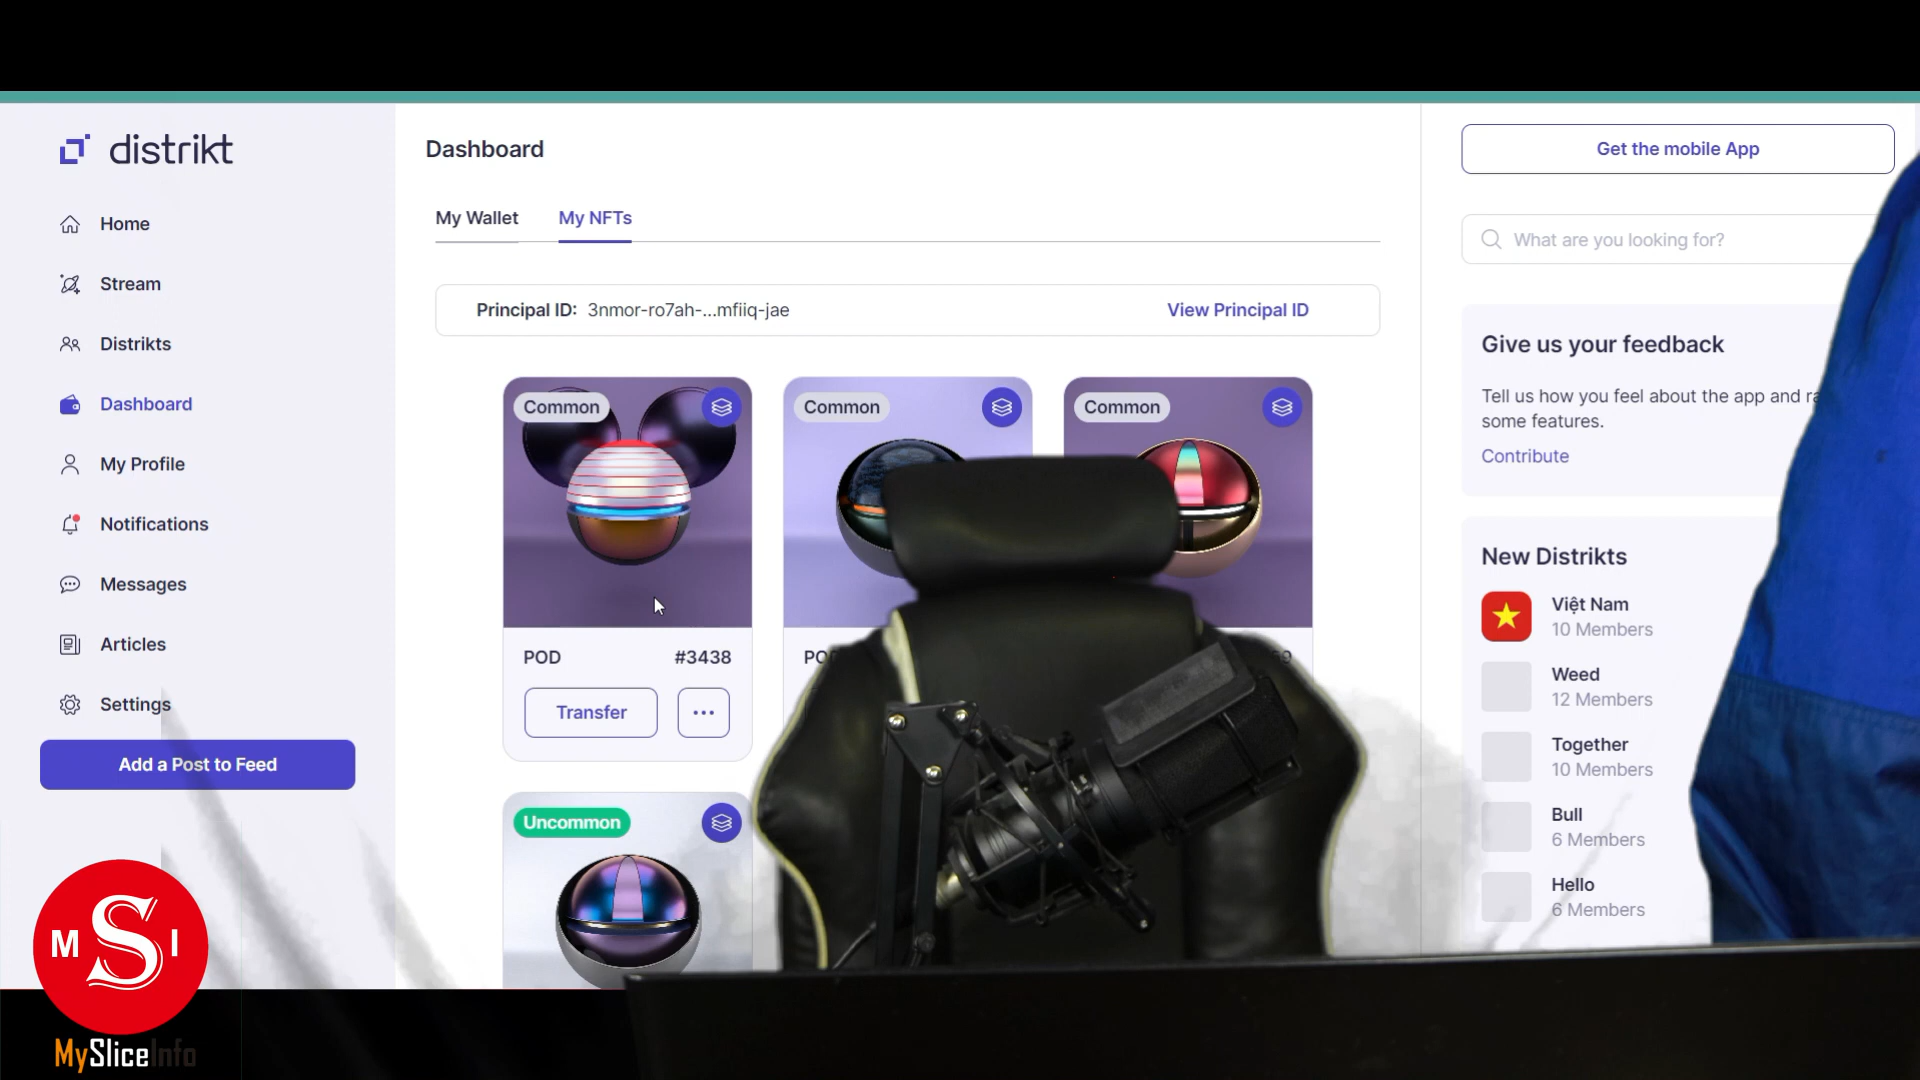 distrikt
Home
Stream
Distrikts
Dashboard
My Profile
Notifications
Messages
Articles
Settings
Add a Post to Feed
M S I
MySliceInfo
Dashboard
My Wallet
My NFTs
Principal ID: 3nmor-ro7ah-...mfiiq-jae
View Principal ID
Common
Common
Common
POD
#3438
Transfer
Uncommon
Get the mobile App
What are you looking for?
Give us your feedback
Tell us how you feel about the app and
some features.
Contribute
New Distrikts
Việt Nam
10 Members
Weed
12 Members
Together
10 Members
Bull
6 Members
Hello
6 Members